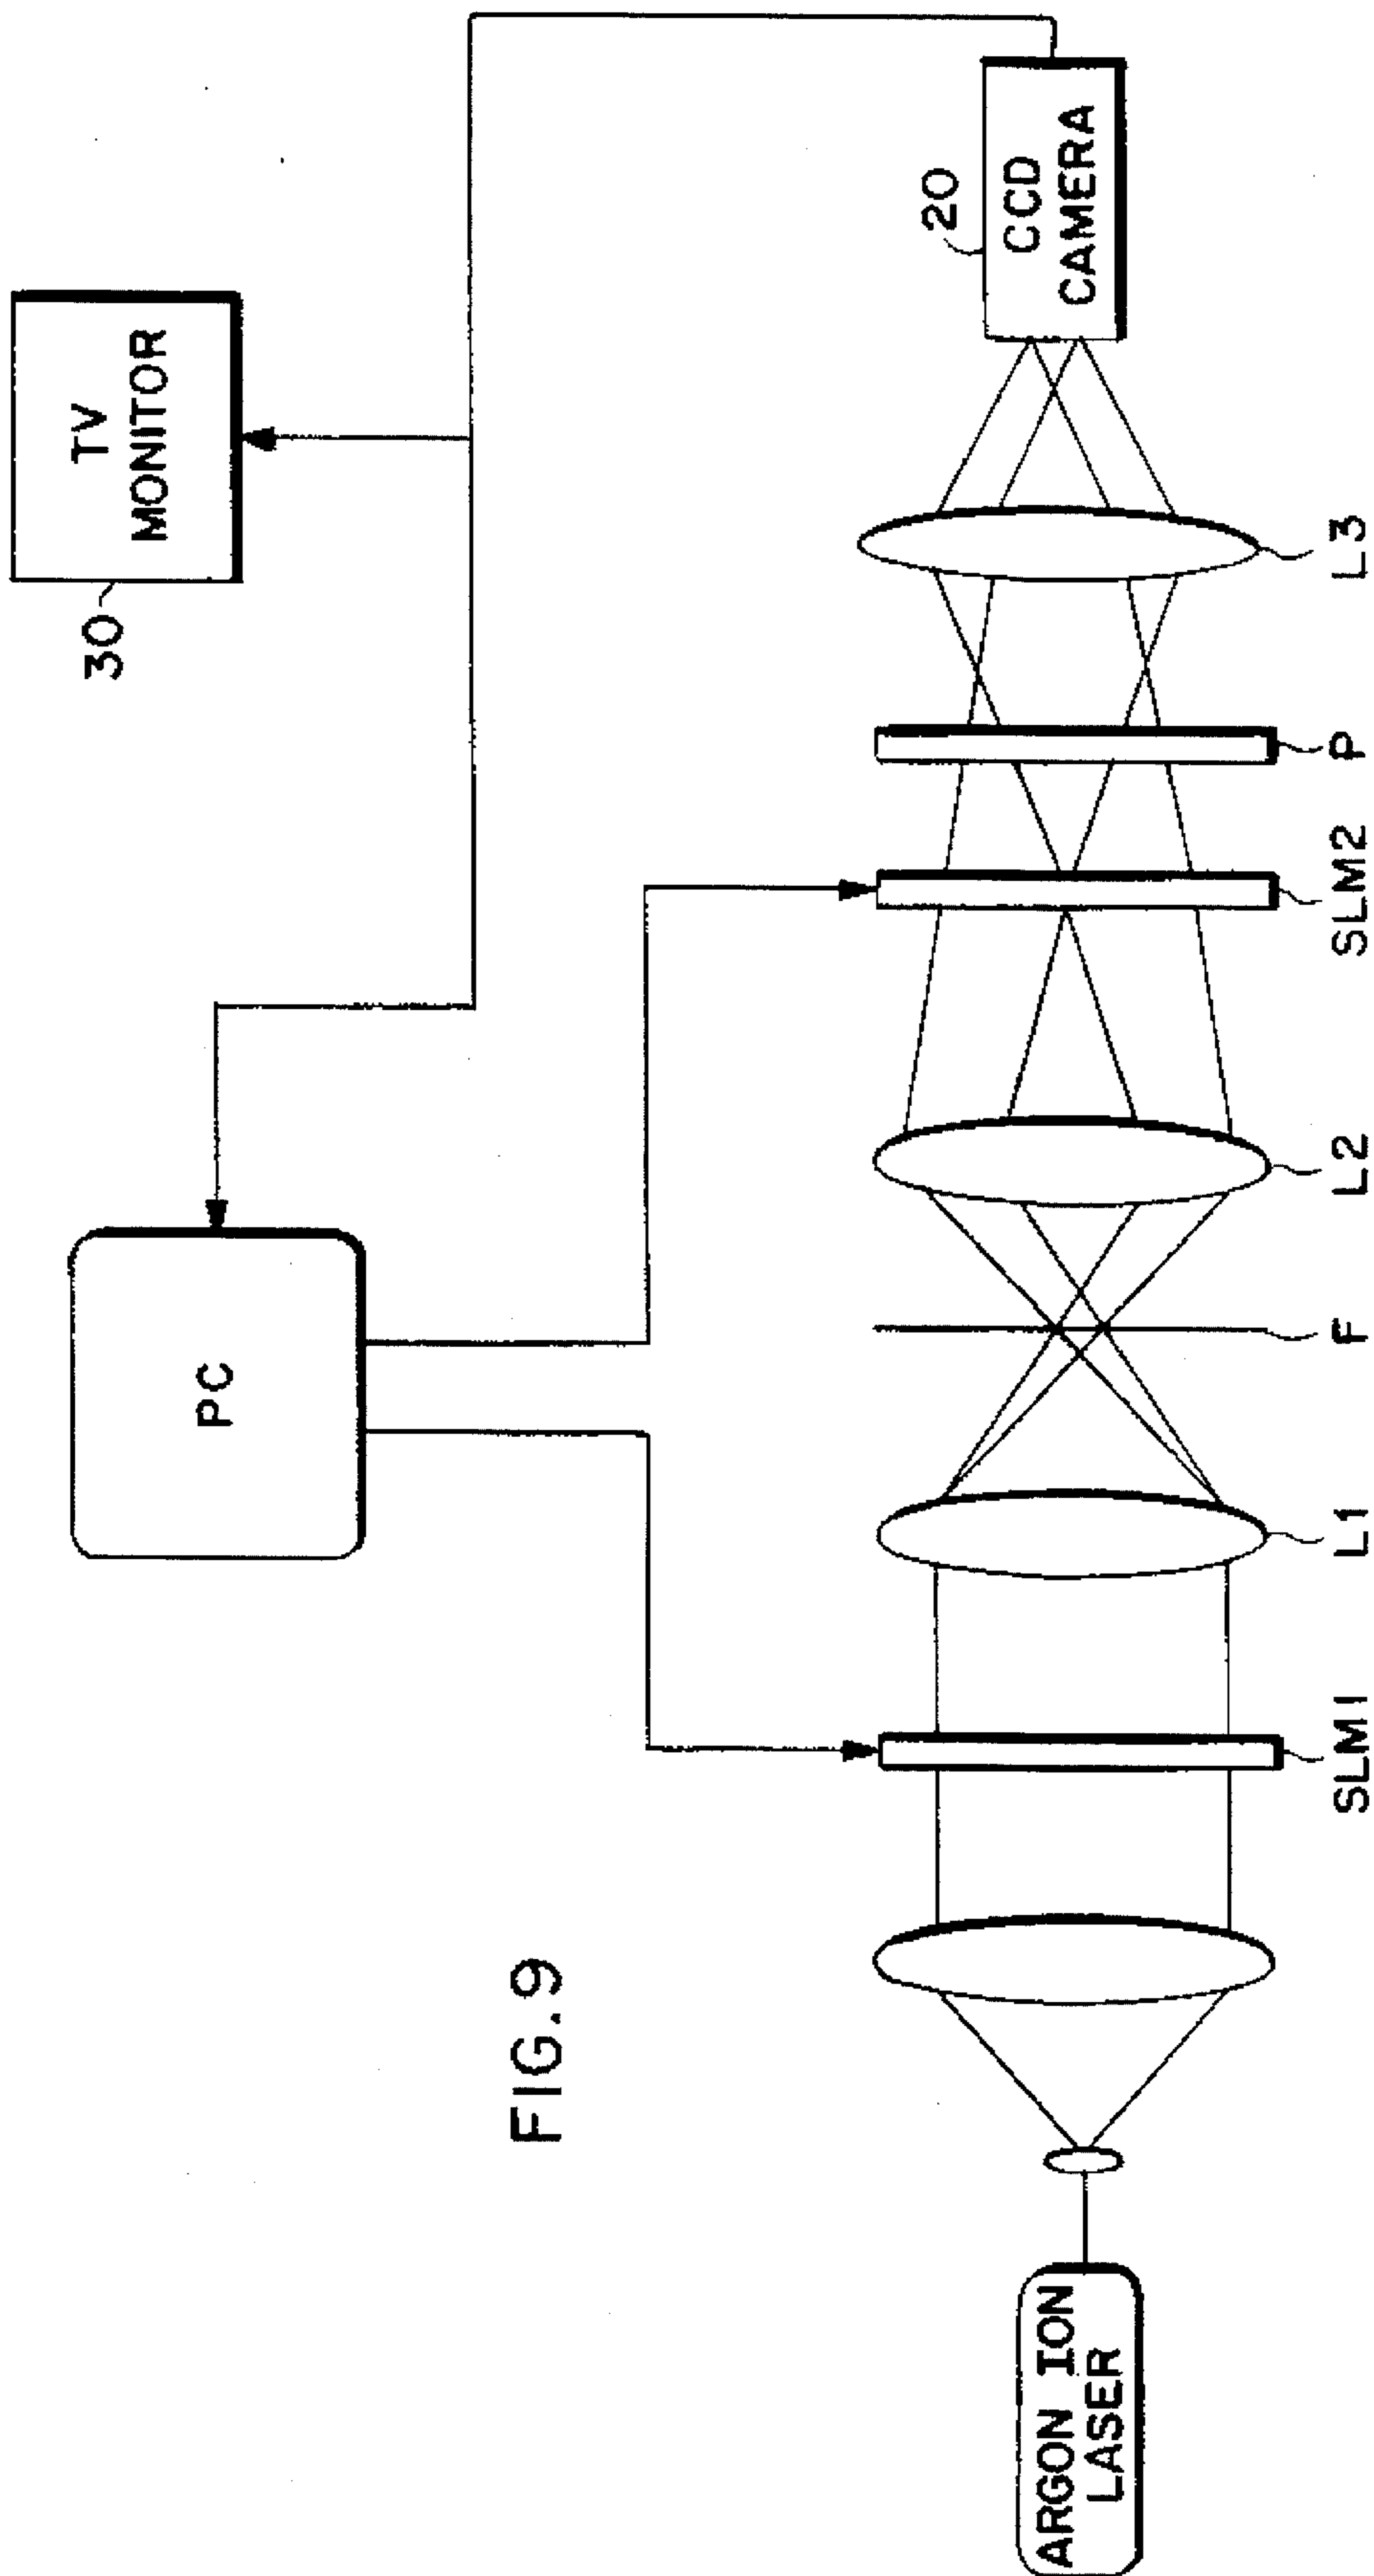 30
TV
MONITOR
PC
20
CCD
CAMERA
FIG.9
ARGON ION
LASER
SLM1
L1
F
L2
SLM2
P
L3